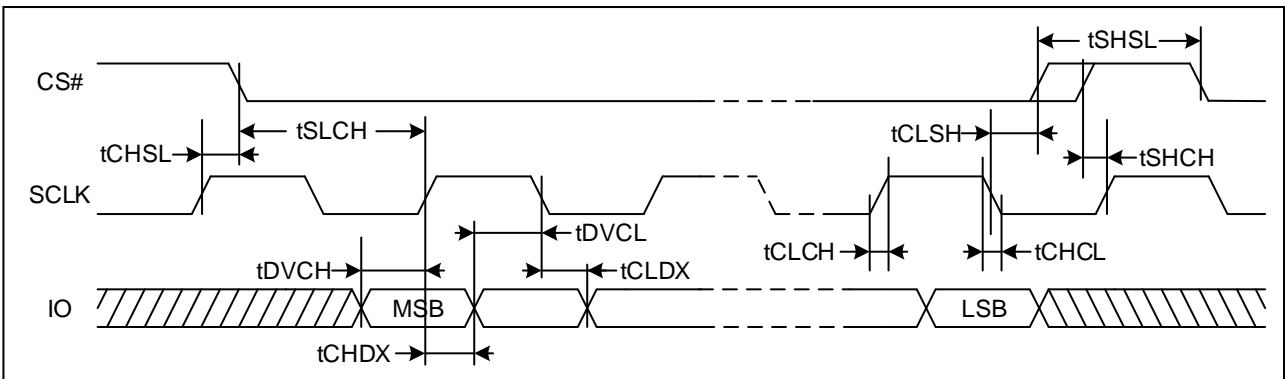 tSHSL
CS#
tSLCH
tCLSH
tCHSL
tSHCH
SCLK
tDVCL
tCLCH
tCHCL
tDVCH
tCLDX
IO
MSB
LSB
tCHDX